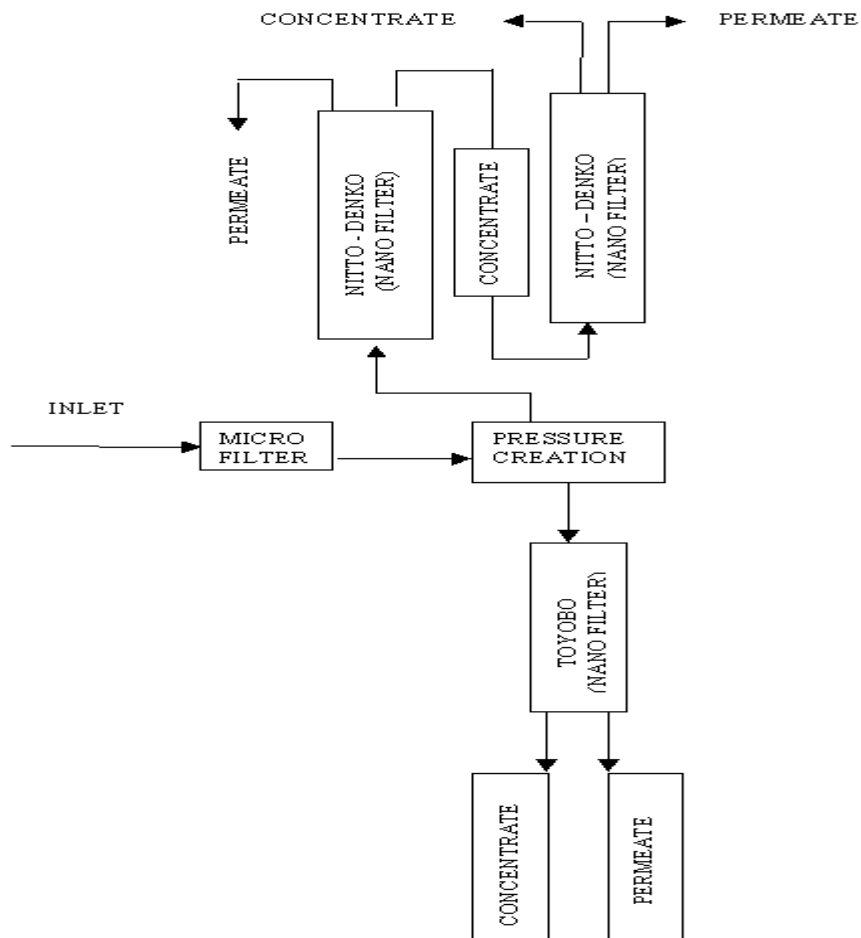 CONCENTRATE
PERMEATE
PERMEATE
NITTO - DENKO
(NANO FILTER)
CONCENTRATE
NITTO – DENKO
(NANO FILTER)
INLET
MICRO
FILTER
PRESSURE
CREATION
TOYOBO
(NANO FILTER)
CONCENTRATE
PERMEATE